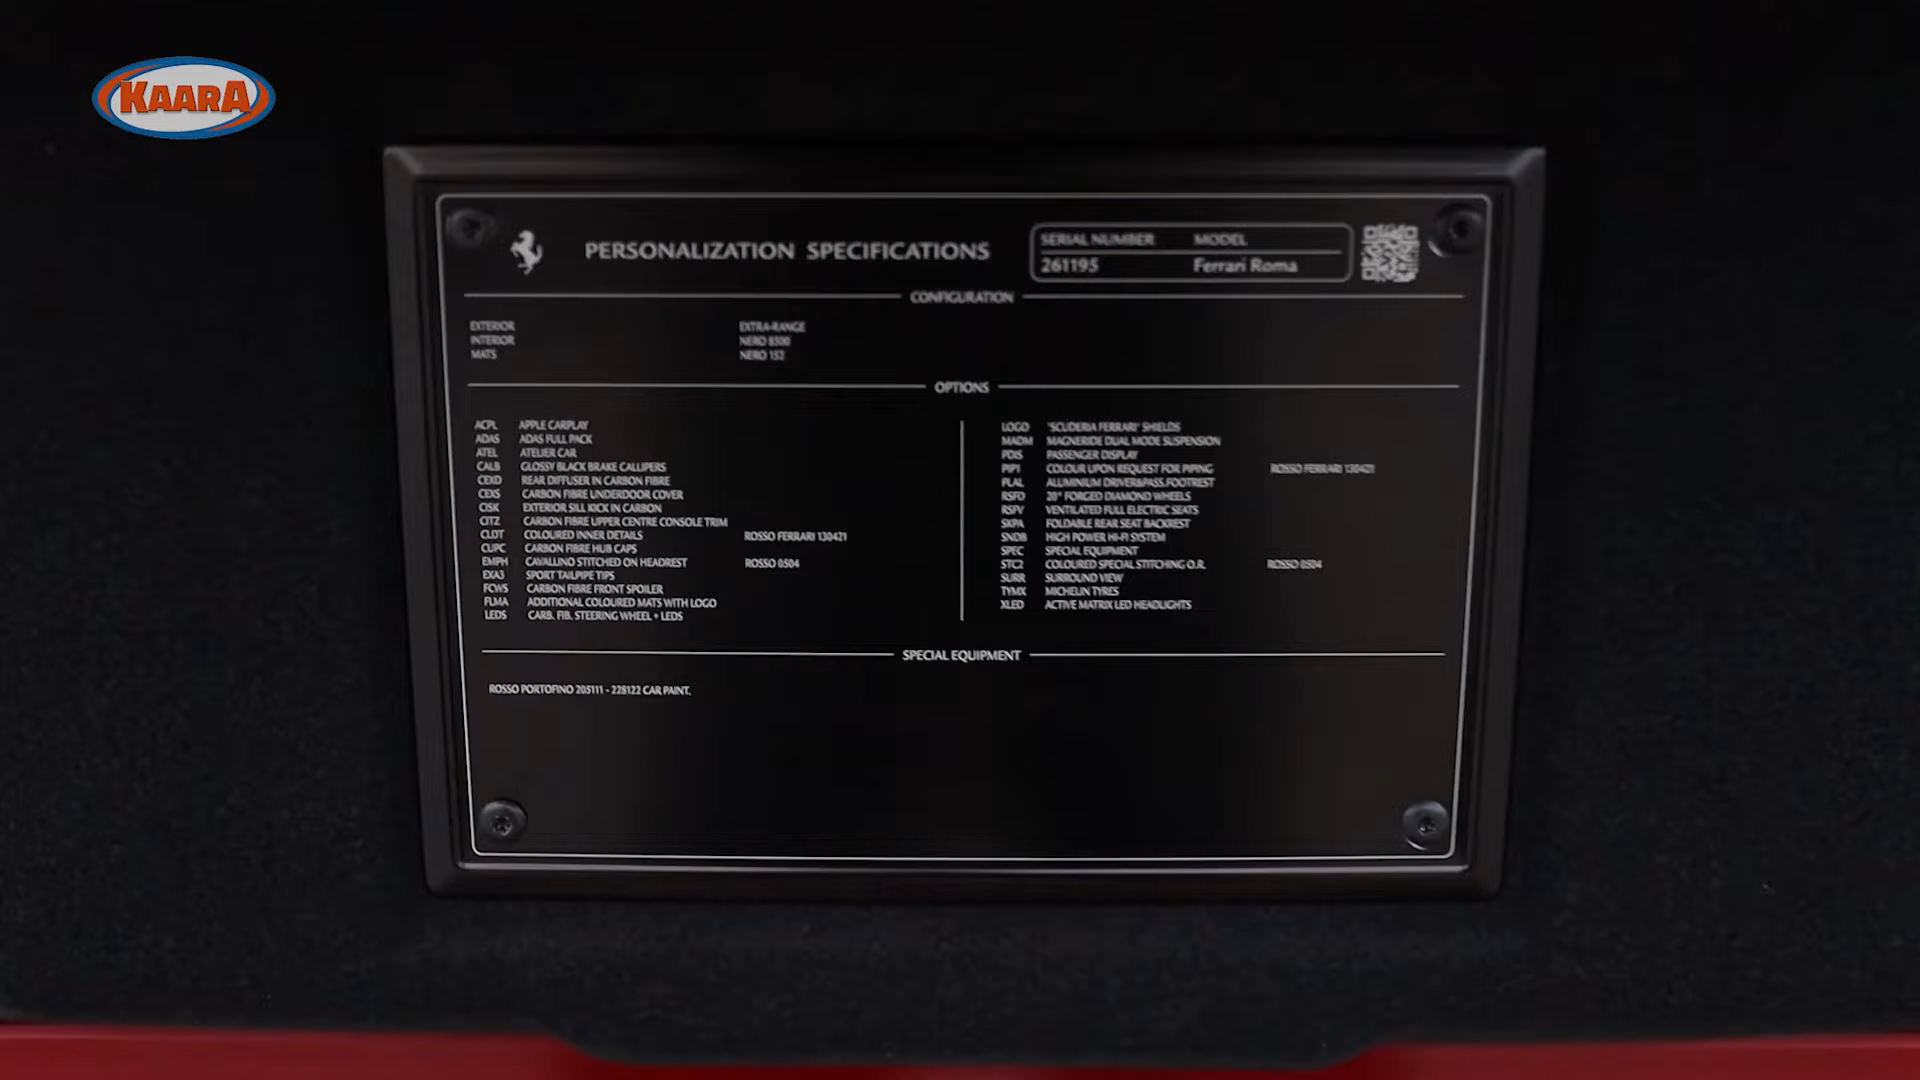 KAARA
PERSONALIZATION SPECIFICATIONS
SERIAL NUMBER MODEL
261195 Ferrari Roma
CONFIGURATION
EXTERIOR EXTRA-RANGE
INTERIOR NERO 8500
MATS NERO 152
OPTIONS
ACPL APPLE CARPLAY
ADAS ADAS FULL PACK
ATEL ATELIER CAR
CALB GLOSSY BLACK BRAKE CALLIPERS
CEXD REAR DIFFUSER IN CARBON FIBRE
CEXS CARBON FIBRE UNDERDOOR COVER
CISK EXTERIOR SILL KICK IN CARBON
CITZ CARBON FIBRE UPPER CENTRE CONSOLE TRIM
CLDT COLOURED INNER DETAILS ROSSO FERRARI 130421
CUPC CARBON FIBRE HUB CAPS
EMPH CAVALLINO STITCHED ON HEADREST ROSSO 0504
EXA3 SPORT TAILPIPE TIPS
FCWS CARBON FIBRE FRONT SPOILER
FLMA ADDITIONAL COLOURED MATS WITH LOGO
LEDS CARB. FIB. STEERING WHEEL + LEDS
LOGO "SCUDERIA FERRARI" SHIELDS
MADM MAGNERIDE DUAL MODE SUSPENSION
PDIS PASSENGER DISPLAY
PIP1 COLOUR UPON REQUEST FOR PIPING ROSSO FERRARI 130421
PLAL ALUMINIUM DRIVER&PASS.FOOTREST
RSFD 20" FORGED DIAMOND WHEELS
RSFV VENTILATED FULL ELECTRIC SEATS
SKPA FOLDABLE REAR SEAT BACKREST
SNDB HIGH POWER HI-FI SYSTEM
SPEC SPECIAL EQUIPMENT
STC2 COLOURED SPECIAL STITCHING O.R. ROSSO 0504
SURR SURROUND VIEW
TYMX MICHELIN TYRES
XLED ACTIVE MATRIX LED HEADLIGHTS
SPECIAL EQUIPMENT
ROSSO PORTOFINO 205111 - 228122 CAR PAINT.